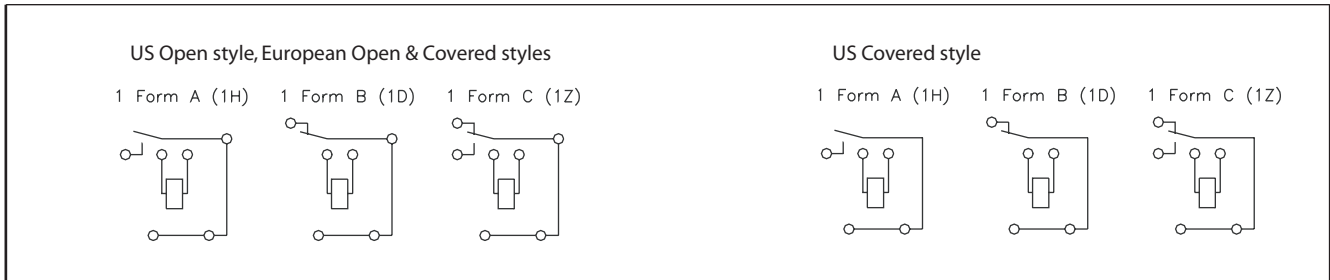 US Open style, European Open & Covered styles
1 Form A (1H) 1 Form B (1D) 1 Form C (1Z)
US Covered style
1 Form A (1H) 1 Form B (1D) 1 Form C (1Z)